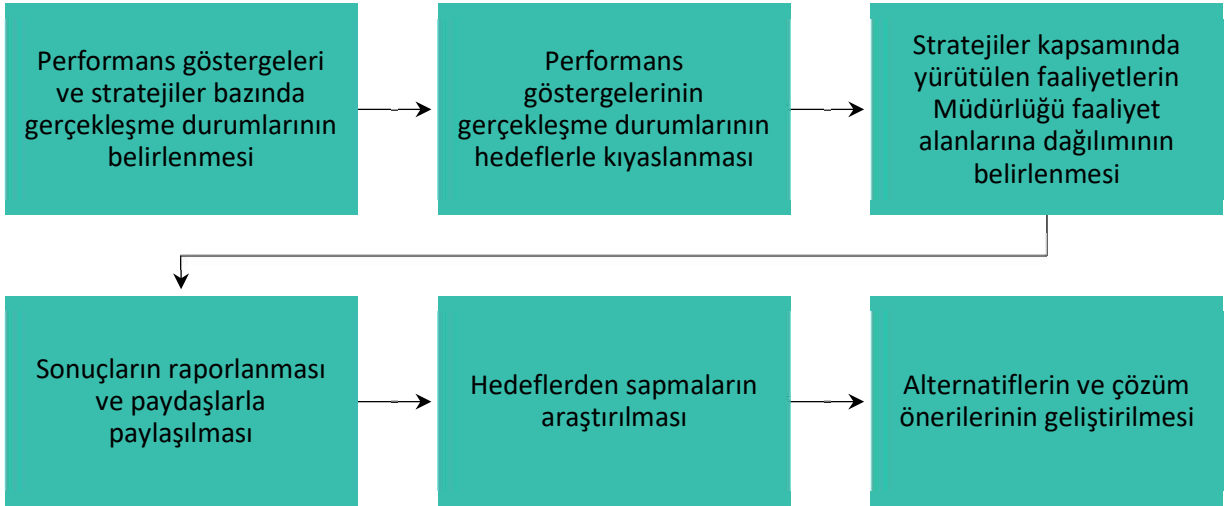 Performans göstergeleri
ve stratejiler bazında
gerçekleşme durumlarının
belirlenmesi
Performans
göstergelerinin
gerçekleşme durumlarının
hedeflerle kıyaslanması
Stratejiler kapsamında
yürütülen faaliyetlerin
Müdürlüğü faaliyet
alanlarına dağılımının
belirlenmesi
Sonuçların raporlanması
ve paydaşlarla
paylaşılması
Hedeflerden sapmaların
araştırılması
Alternatiflerin ve çözüm
önerilerinin geliştirilmesi